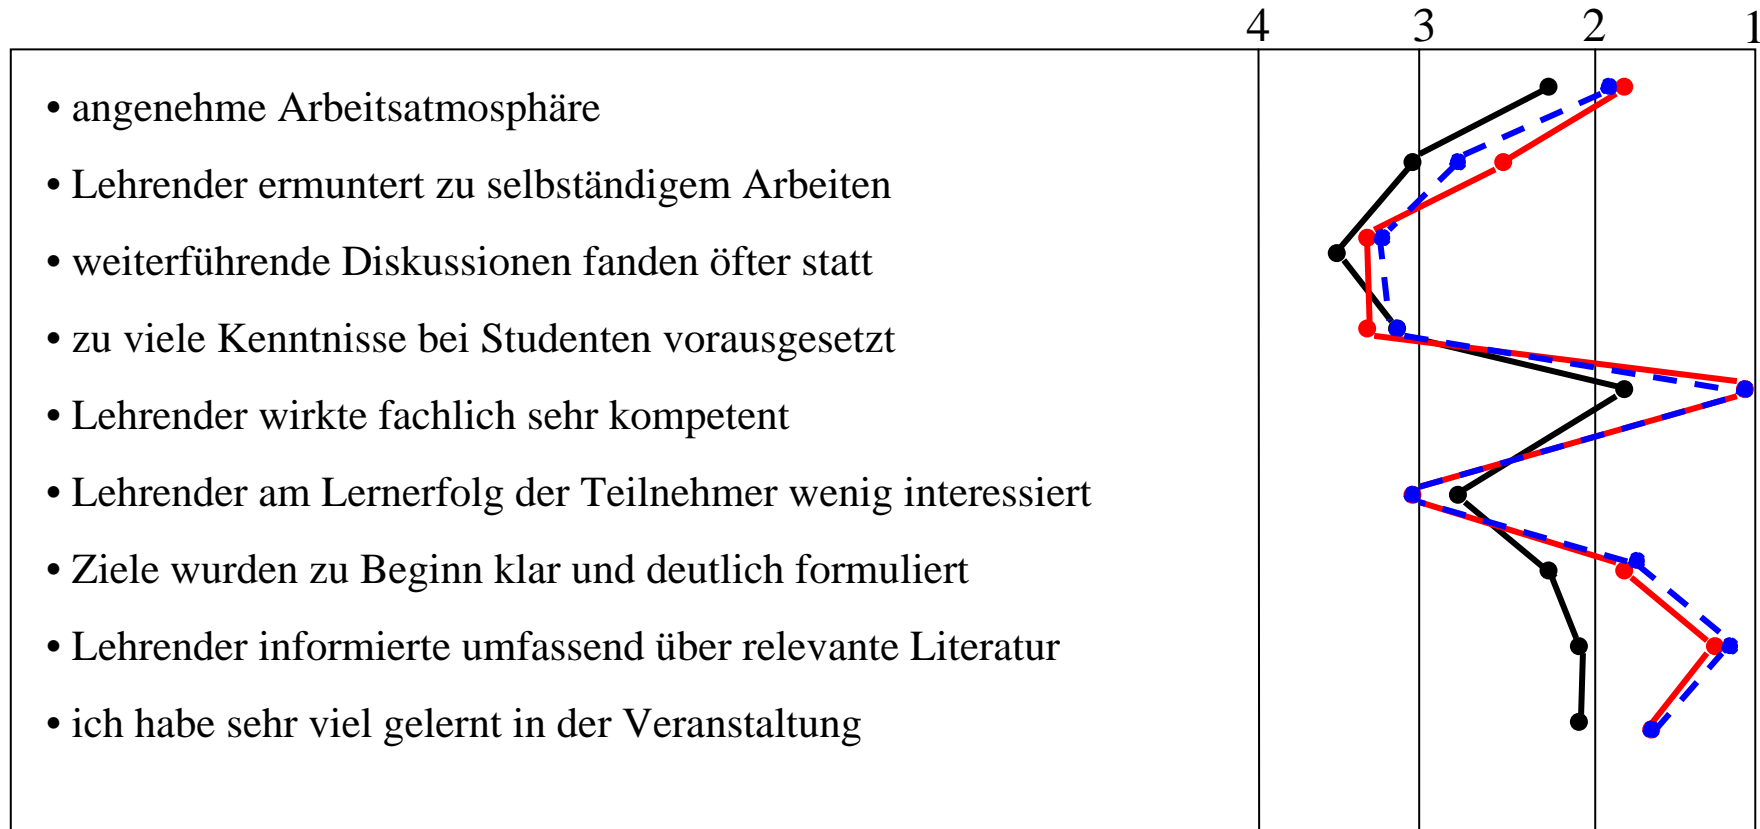 4 3 2 1
• angenehme Arbeitsatmosphäre
• Lehrender ermuntert zu selbständigem Arbeiten
• weiterführende Diskussionen fanden öfter statt
• zu viele Kenntnisse bei Studenten vorausgesetzt
• Lehrender wirkte fachlich sehr kompetent
• Lehrender am Lernerfolg der Teilnehmer wenig interessiert
• Ziele wurden zu Beginn klar und deutlich formuliert
• Lehrender informierte umfassend über relevante Literatur
• ich habe sehr viel gelernt in der Veranstaltung